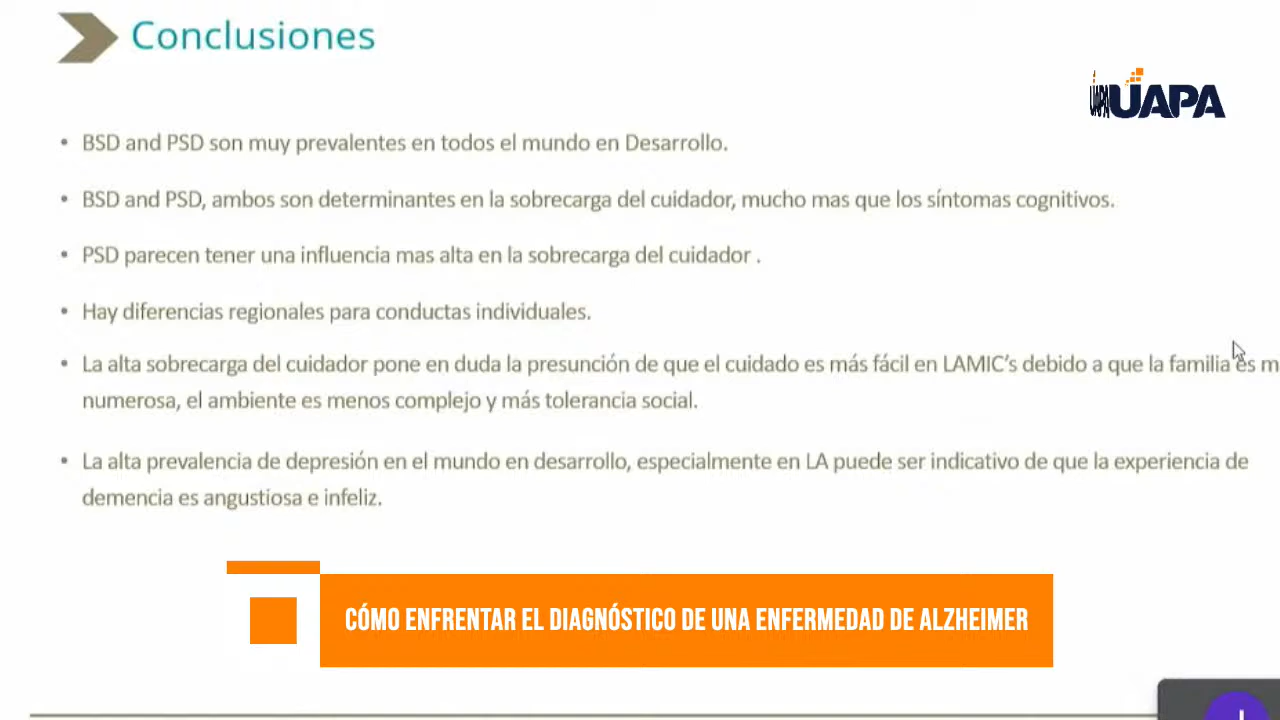 Conclusiones
UAPA
• BSD and PSD son muy prevalentes en todos el mundo en Desarrollo.
• BSD and PSD, ambos son determinantes en la sobrecarga del cuidador, mucho mas que los síntomas cognitivos.
• PSD parecen tener una influencia mas alta en la sobrecarga del cuidador .
• Hay diferencias regionales para conductas individuales.
• La alta sobrecarga del cuidador pone en duda la presunción de que el cuidado es más fácil en LAMIC's debido a que la familia es m
numerosa, el ambiente es menos complejo y más tolerancia social.
• La alta prevalencia de depresión en el mundo en desarrollo, especialmente en LA puede ser indicativo de que la experiencia de
demencia es angustiosa e infeliz.
CÓMO ENFRENTAR EL DIAGNÓSTICO DE UNA ENFERMEDAD DE ALZHEIMER